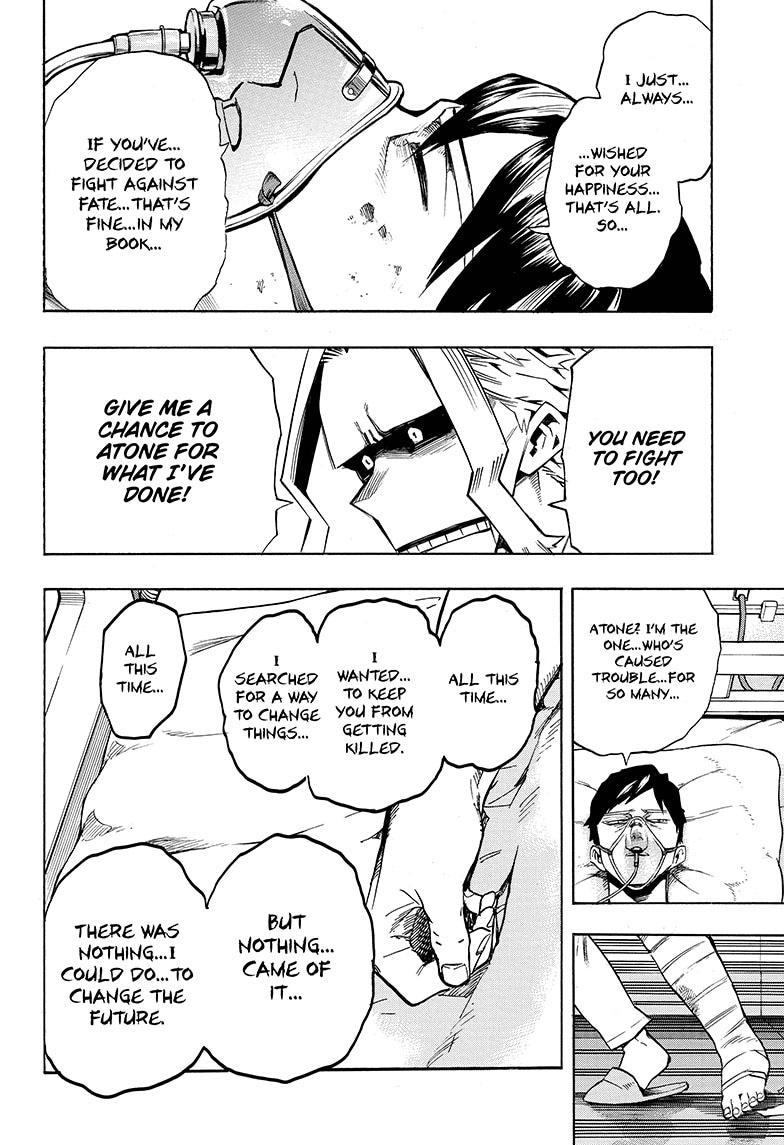 I JUST...
ALWAYS...
...WISHED
FOR YOUR
HAPPINESS...
THAT'S ALL.
SO...
IF YOU'VE...
DECIDED TO
FIGHT AGAINST
FATE...THAT'S
FINE...IN MY
BOOK...
YOU NEED
TO FIGHT
TOO!
GIVE ME A
CHANCE TO
ATONE FOR
WHAT I'VE
DONE!
ATONE? I'M THE
ONE...WHO'S
CAUSED
TROUBLE...FOR
SO MANY...
ALL THIS
TIME...
I
WANTED...
TO KEEP
YOU FROM
GETTING
KILLED.
I
SEARCHED
FOR A WAY
TO CHANGE
THINGS...
ALL
THIS
TIME...
BUT
NOTHING...
CAME OF
IT...
THERE WAS
NOTHING...I
COULD DO...TO
CHANGE THE
FUTURE.